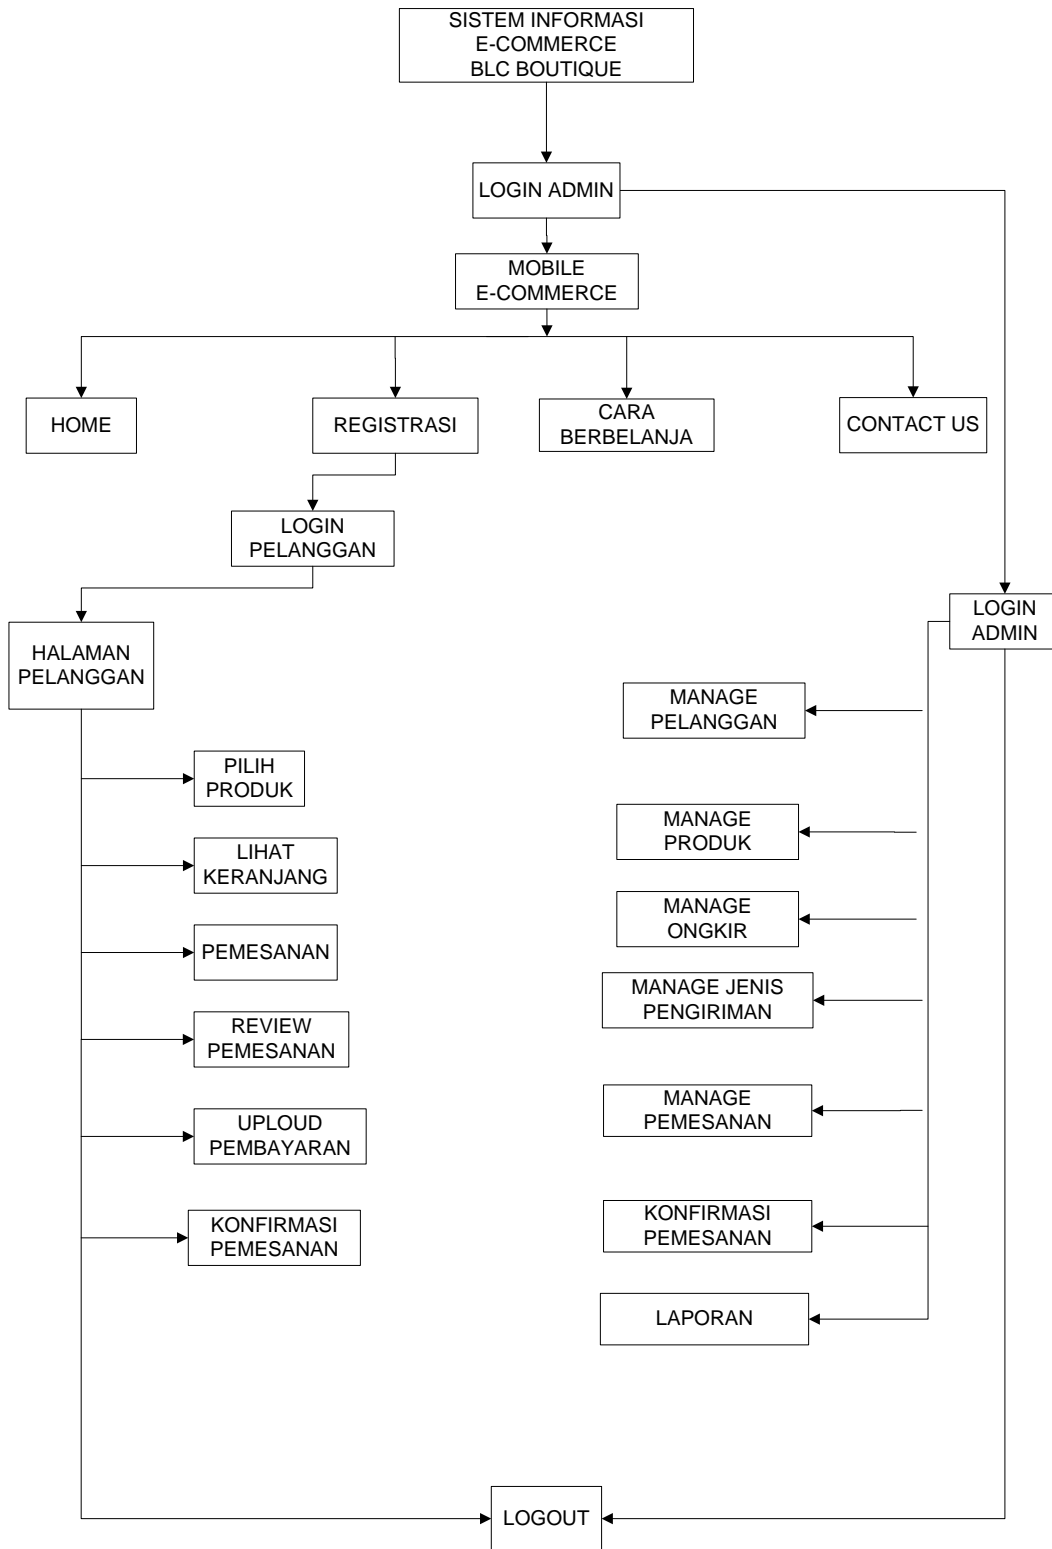 SISTEM INFORMASI
E-COMMERCE
BLC BOUTIQUE
LOGIN ADMIN
MOBILE
E-COMMERCE
HOME
REGISTRASI
CARA
BERBELANJA
CONTACT US
LOGIN
PELANGGAN
LOGIN
ADMIN
HALAMAN
PELANGGAN
MANAGE
PELANGGAN
PILIH
PRODUK
MANAGE
PRODUK
LIHAT
KERANJANG
MANAGE
ONGKIR
PEMESANAN
MANAGE JENIS
PENGIRIMAN
REVIEW
PEMESANAN
MANAGE
PEMESANAN
UPLOUD
PEMBAYARAN
KONFIRMASI
PEMESANAN
KONFIRMASI
PEMESANAN
LAPORAN
LOGOUT